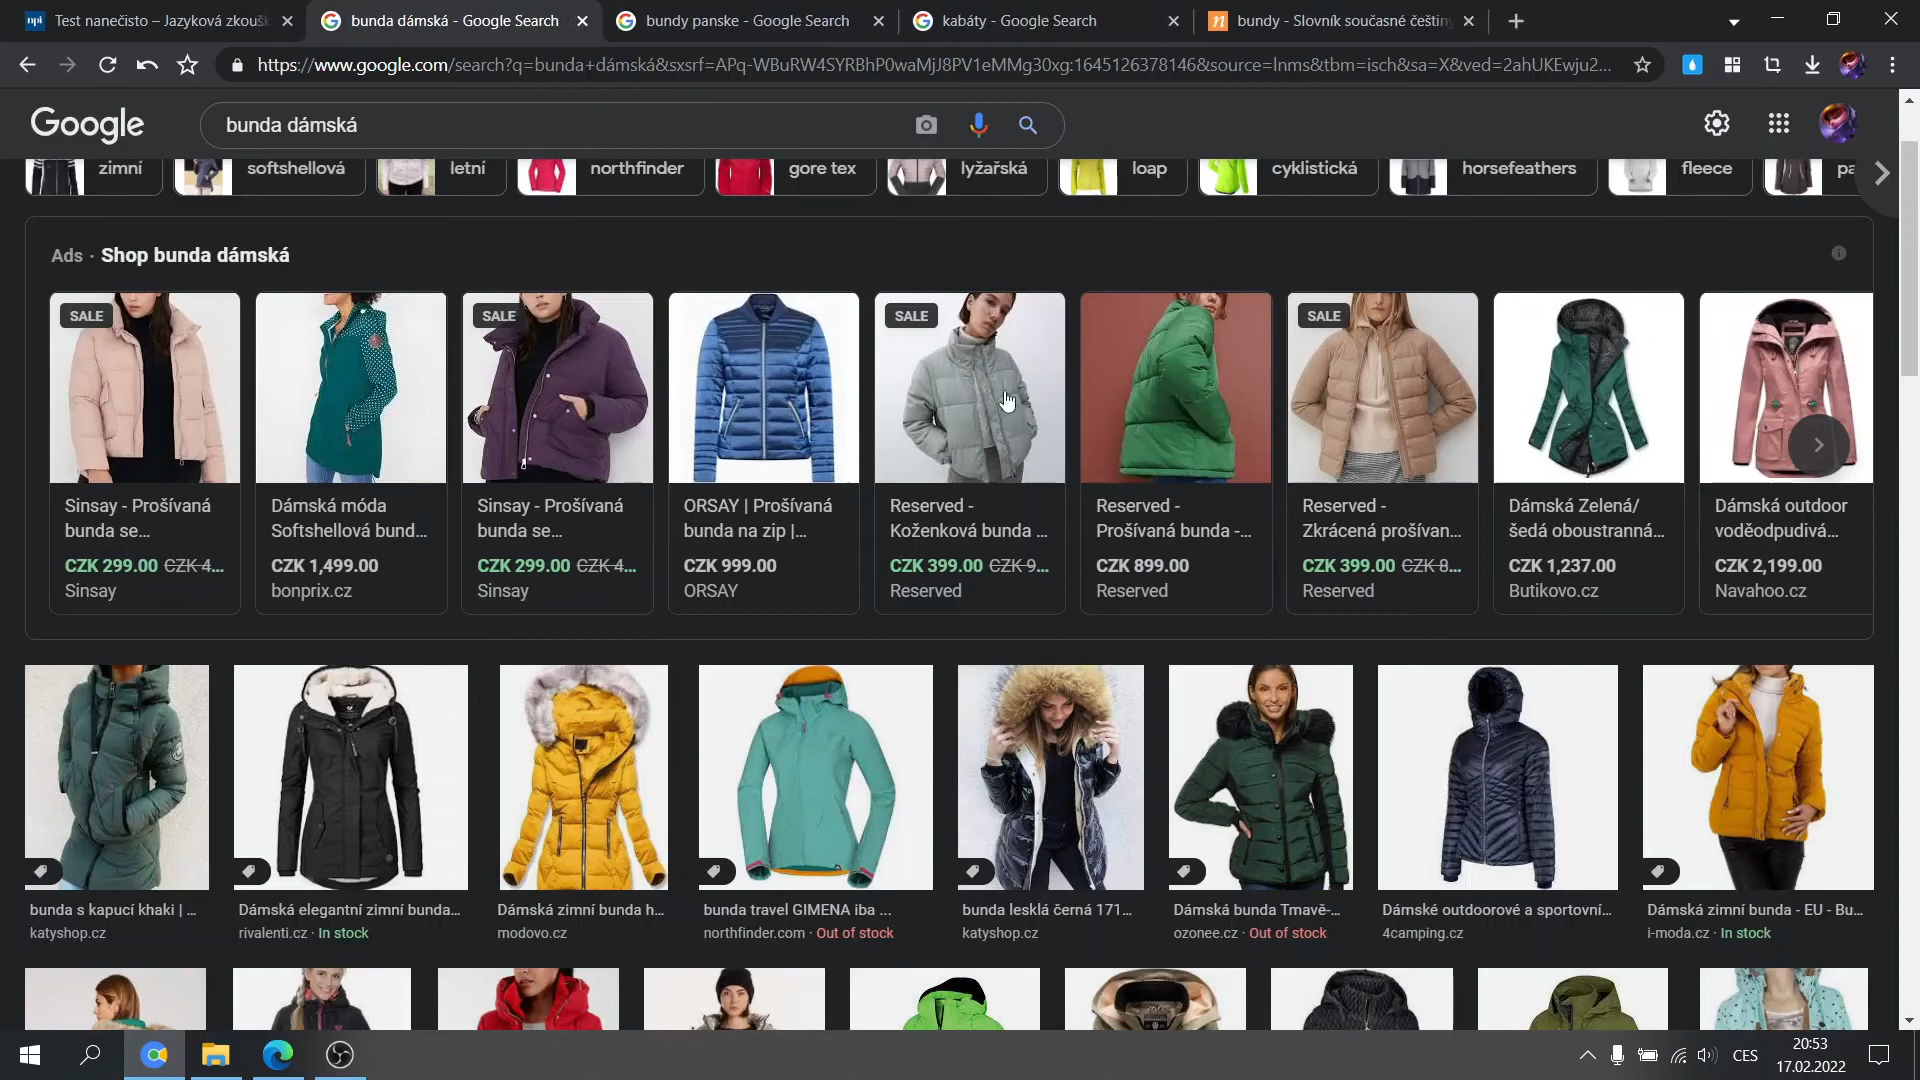 Test nanečisto – Jazyková zkoušk
bunda dámská - Google Search
bundy panske - Google Search
kabáty - Google Search
bundy - Slovník současné češtiny
https://www.google.com/search?q=bunda+dámská&sxsrf=APq-WBuRW4SYRBhP0waMjJ8PV1eMMg30xg:1645126378146&source=lnms&tbm=isch&sa=X&ved=2ahUKEwju2...
Google
bunda dámská
zimní
softshellová
letní
northfinder
gore tex
lyžařská
loap
cyklistická
horsefeathers
fleece
pa
Ads · Shop bunda dámská
SALE
SALE
SALE
SALE
Sinsay - Prošívaná
bunda se...
CZK 299.00 CZK 4...
Sinsay
Dámská móda
Softshellová bund...
CZK 1,499.00
bonprix.cz
Sinsay - Prošívaná
bunda se...
CZK 299.00 CZK 4...
Sinsay
ORSAY | Prošívaná
bunda na zip |...
CZK 999.00
ORSAY
Reserved -
Koženková bunda ...
CZK 399.00 CZK 9...
Reserved
Reserved -
Prošívaná bunda -...
CZK 899.00
Reserved
Reserved -
Zkrácená prošívan...
CZK 399.00 CZK 8...
Reserved
Dámská Zelená/
šedá oboustranná...
CZK 1,237.00
Butikovo.cz
Dámská outdoor
voděodpudivá...
CZK 2,199.00
Navahoo.cz
bunda s kapucí khaki | ...
katyshop.cz
Dámská elegantní zimní bunda...
rivalenti.cz · In stock
Dámská zimní bunda h...
modovo.cz
bunda travel GIMENA iba ...
northfinder.com · Out of stock
bunda lesklá černá 171...
katyshop.cz
Dámská bunda Tmavě-...
ozonee.cz · Out of stock
Dámské outdoorové a sportovní...
4camping.cz
Dámská zimní bunda - EU - Bu...
i-moda.cz · In stock
CES
20:53
17.02.2022